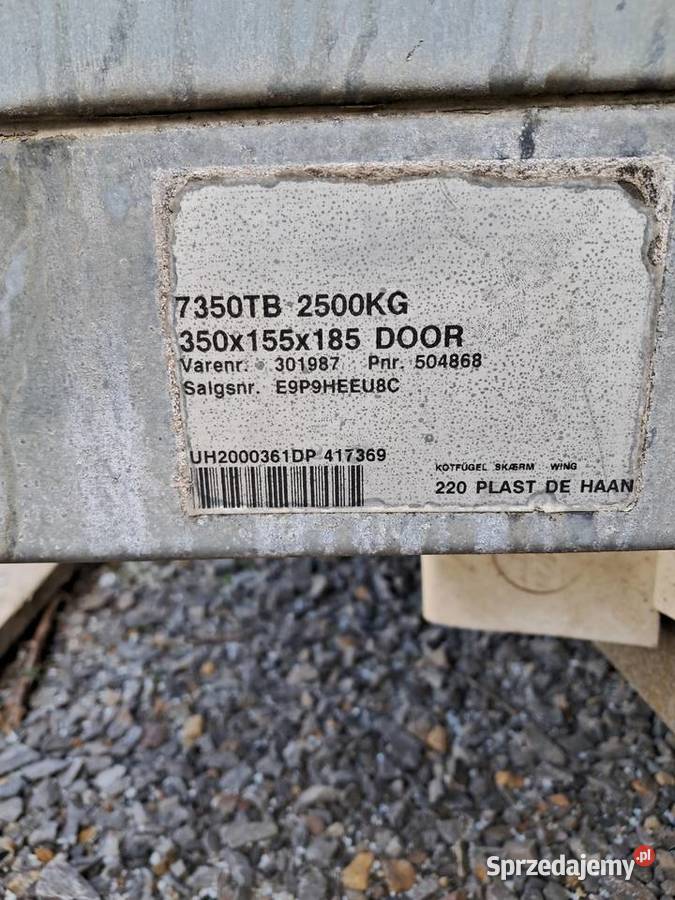 7350TB 2500KG
350x155x185 DOOR
Varenr. 301987 Pnr. 504868
Salgsnr. E9P9HEEU8C
UH2000361DP 417369
KOTFÜGEL SKÆRM WING
220 PLAST DE HAAN
Sprzedajemy.pl